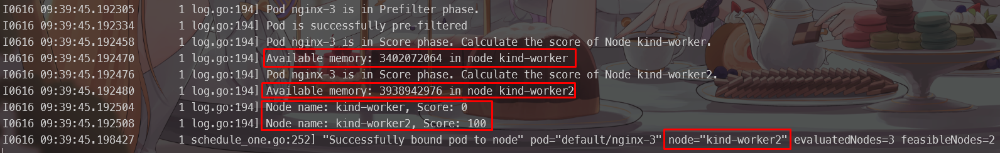 I0616 09:39:45.192305       1 log.go:194] Pod nginx-3 is in Prefilter phase.
I0616 09:39:45.192334       1 log.go:194] Pod is successfully pre-filtered
I0616 09:39:45.192458       1 log.go:194] Pod nginx-3 is in Score phase. Calculate the score of Node kind-worker.
I0616 09:39:45.192470       1 log.go:194] Available memory: 3402072064 in node kind-worker
I0616 09:39:45.192476       1 log.go:194] Pod nginx-3 is in Score phase. Calculate the score of Node kind-worker2.
I0616 09:39:45.192480       1 log.go:194] Available memory: 3938942976 in node kind-worker2
I0616 09:39:45.192504       1 log.go:194] Node name: kind-worker, Score: 0
I0616 09:39:45.192508       1 log.go:194] Node name: kind-worker2, Score: 100
I0616 09:39:45.198427       1 schedule_one.go:252] "Successfully bound pod to node" pod="default/nginx-3" node="kind-worker2" evaluatedNodes=3 feasibleNodes=2